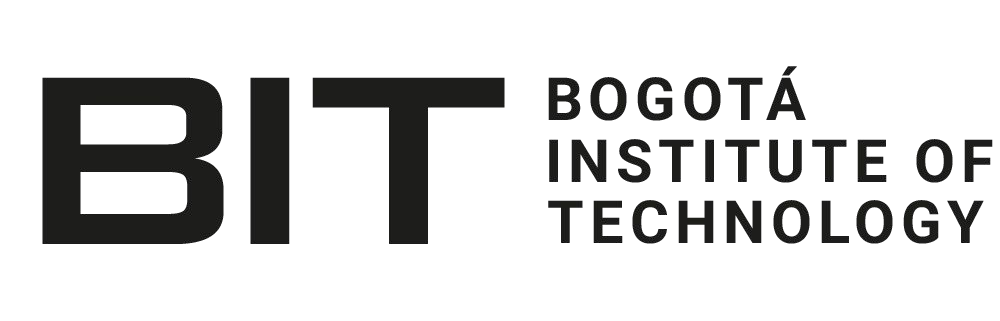 BIT
BOGOTÁ
INSTITUTE OF
TECHNOLOGY